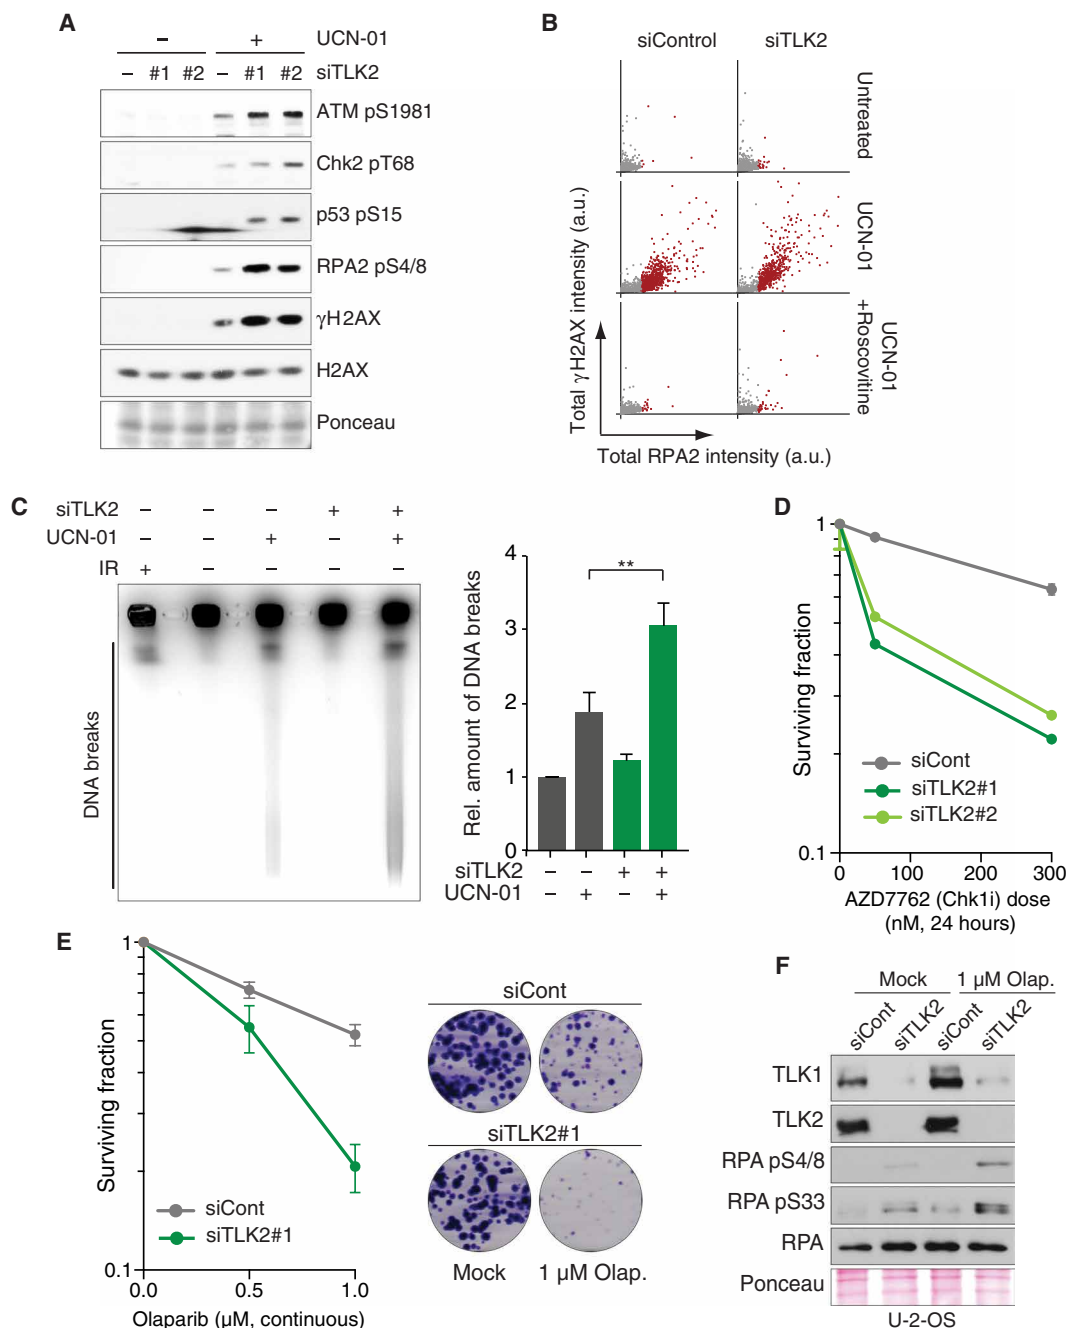 A
– + UCN-01
– #1 #2 – #1 #2 siTLK2
ATM pS1981
Chk2 pT68
p53 pS15
RPA2 pS4/8
γH2AX
H2AX
Ponceau
B
siControl siTLK2
Untreated
UCN-01
UCN-01
+Roscovitine
Total γH2AX intensity (a.u.)
Total RPA2 intensity (a.u.)
C
siTLK2 – – – + +
UCN-01 – – + – +
IR + – – – –
DNA breaks
Rel. amount of DNA breaks
4
3
2
1
0
**
siTLK2 – – + +
UCN-01 – + – +
D
Surviving fraction
1
0.1
siCont
siTLK2#1
siTLK2#2
0 100 200 300
AZD7762 (Chk1i) dose
(nM, 24 hours)
E
Surviving fraction
1
0.1
siCont
siTLK2#1
0.0 0.5 1.0
Olaparib (µM, continuous)
siCont
siTLK2#1
Mock 1 µM Olap.
F
Mock 1 µM Olap.
siCont siTLK2 siCont siTLK2
TLK1
TLK2
RPA pS4/8
RPA pS33
RPA
Ponceau
U-2-OS